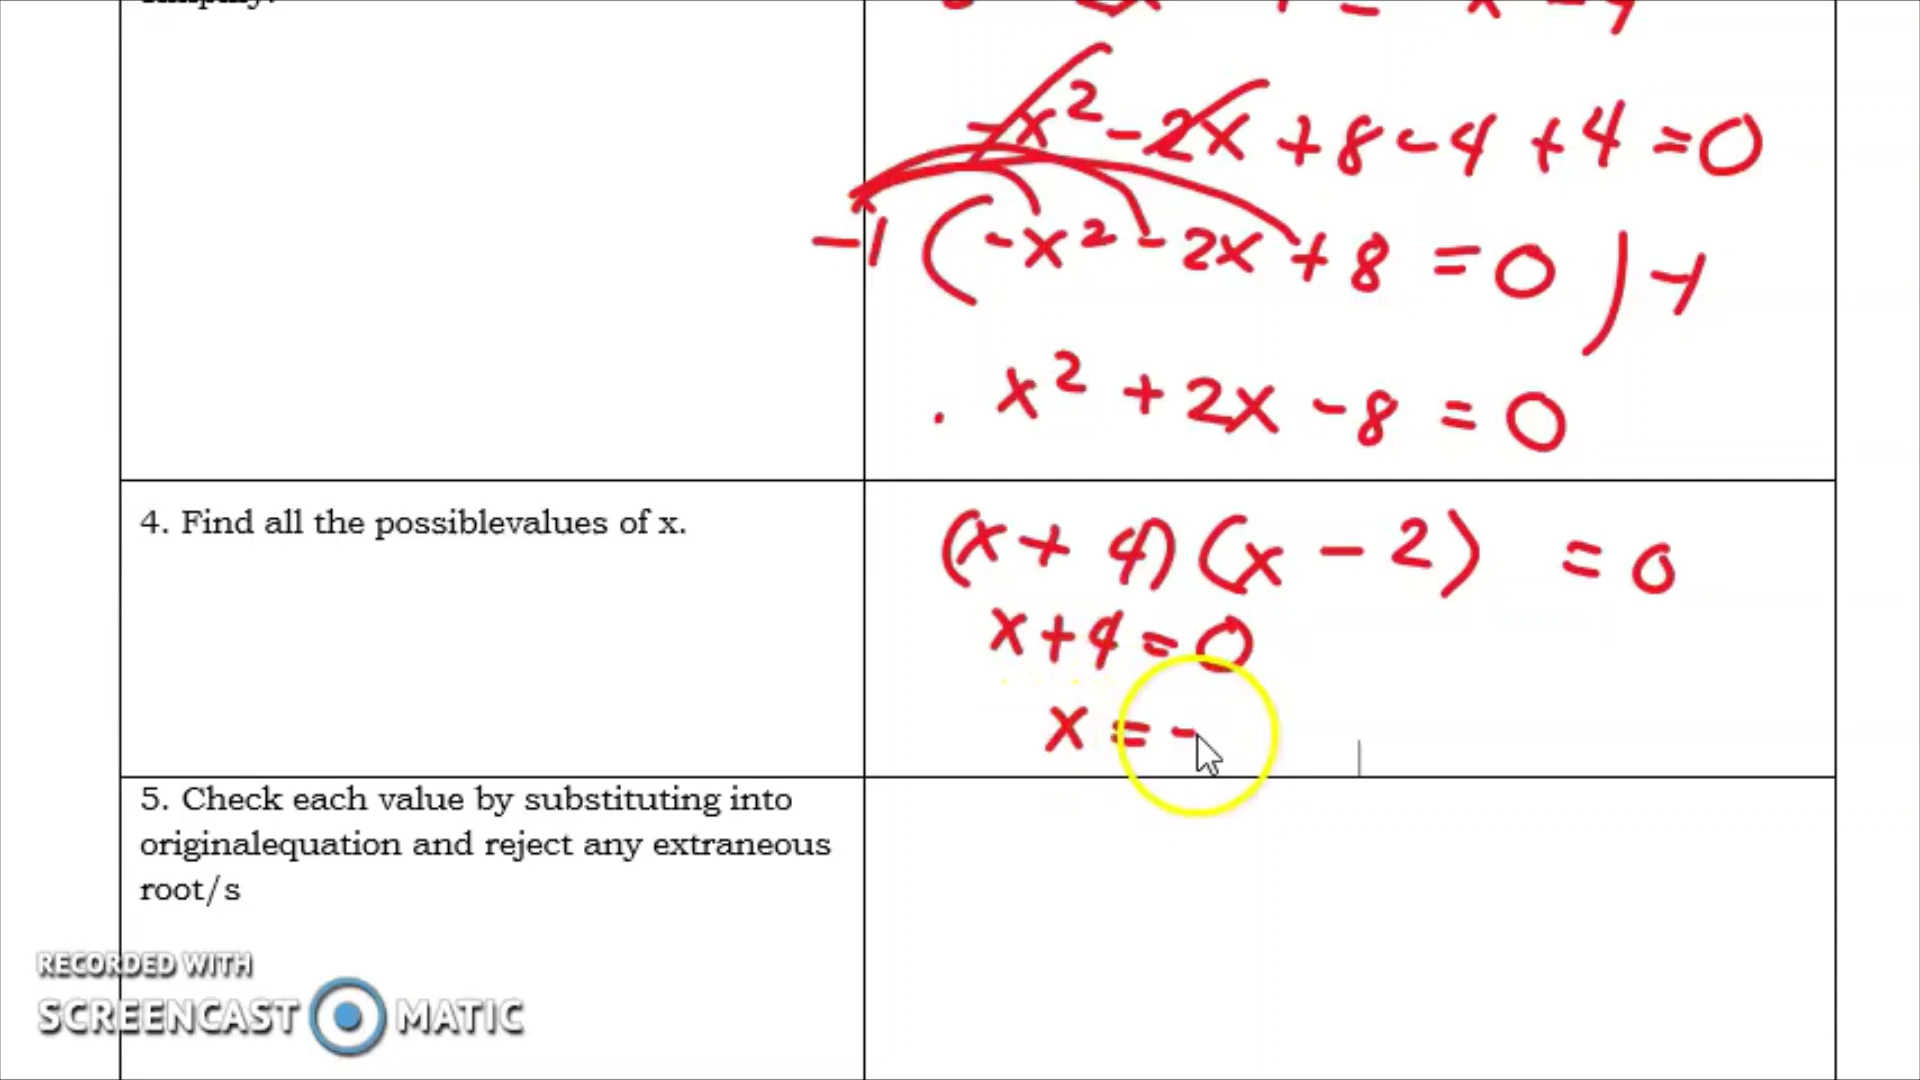 -x² - 2x + 8 - 4 + 4 = 0
-1 ( -x² - 2x + 8 = 0 ) -1
. x² + 2x - 8 = 0
4. Find all the possiblevalues of x.
(x + 4) (x - 2) = 0
x + 4 = 0
x = -
5. Check each value by substituting into
originalequation and reject any extraneous
root/s
RECORDED WITH
SCREENCAST MATIC